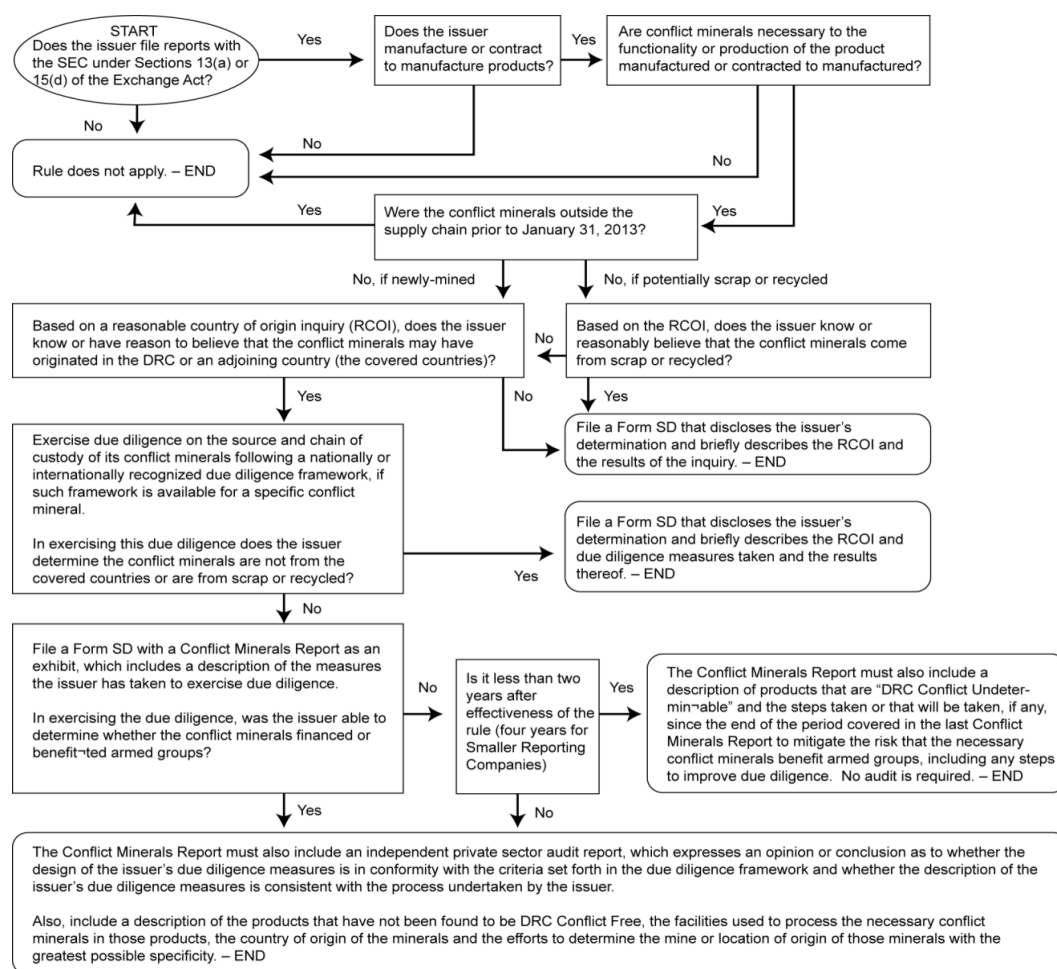 START
Does the issuer file reports with
the SEC under Sections 13(a) or
15(d) of the Exchange Act?
Yes
Does the issuer
manufacture or contract
to manufacture products?
Yes
Are conflict minerals necessary to the
functionality or production of the product
manufactured or contracted to manufactured?
No
No
No
Rule does not apply. – END
Yes
Were the conflict minerals outside the
supply chain prior to January 31, 2013?
Yes
No, if newly-mined
No, if potentially scrap or recycled
Based on a reasonable country of origin inquiry (RCOI), does the issuer
know or have reason to believe that the conflict minerals may have
originated in the DRC or an adjoining country (the covered countries)?
No
Based on the RCOI, does the issuer know or
reasonably believe that the conflict minerals come
from scrap or recycled?
Yes
No
Yes
File a Form SD that discloses the issuer’s
determination and briefly describes the RCOI and
the results of the inquiry. – END
Exercise due diligence on the source and chain of
custody of its conflict minerals following a nationally or
internationally recognized due diligence framework, if
such framework is available for a specific conflict
mineral.
In exercising this due diligence does the issuer
determine the conflict minerals are not from the
covered countries or are from scrap or recycled?
Yes
File a Form SD that discloses the issuer’s
determination and briefly describes the RCOI and
due diligence measures taken and the results
thereof. – END
No
File a Form SD with a Conflict Minerals Report as an
exhibit, which includes a description of the measures
the issuer has taken to exercise due diligence.
In exercising the due diligence, was the issuer able to
determine whether the conflict minerals financed or
benefit¬ted armed groups?
No
Is it less than two
years after
effectiveness of the
rule (four years for
Smaller Reporting
Companies)
Yes
The Conflict Minerals Report must also include a
description of products that are “DRC Conflict Undeter-
min¬able” and the steps taken or that will be taken, if any,
since the end of the period covered in the last Conflict
Minerals Report to mitigate the risk that the necessary
conflict minerals benefit armed groups, including any steps
to improve due diligence.  No audit is required. – END
Yes
No
The Conflict Minerals Report must also include an independent private sector audit report, which expresses an opinion or conclusion as to whether the
design of the issuer’s due diligence measures is in conformity with the criteria set forth in the due diligence framework and whether the description of the
issuer’s due diligence measures is consistent with the process undertaken by the issuer.
Also, include a description of the products that have not been found to be DRC Conflict Free, the facilities used to process the necessary conflict
minerals in those products, the country of origin of the minerals and the efforts to determine the mine or location of origin of those minerals with the
greatest possible specificity. – END